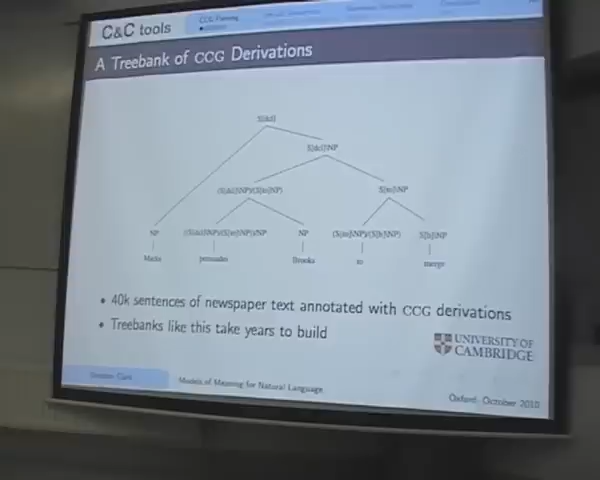 C&C tools
CCG Parsing
A Treebank of CCG Derivations
S[dcl]
S[dcl]\NP
(S[dcl]\NP)/(S[to]\NP)
S[to]\NP
NP
((S[dcl]\NP)/(S[to]\NP))/NP
NP
(S[to]\NP)/(S[b]\NP)
S[b]\NP
Marks
persuades
Brooks
to
merge
• 40k sentences of newspaper text annotated with CCG derivations
• Treebanks like this take years to build
UNIVERSITY OF
CAMBRIDGE
Stephen Clark
Models of Meaning for Natural Language
Oxford, October 2010